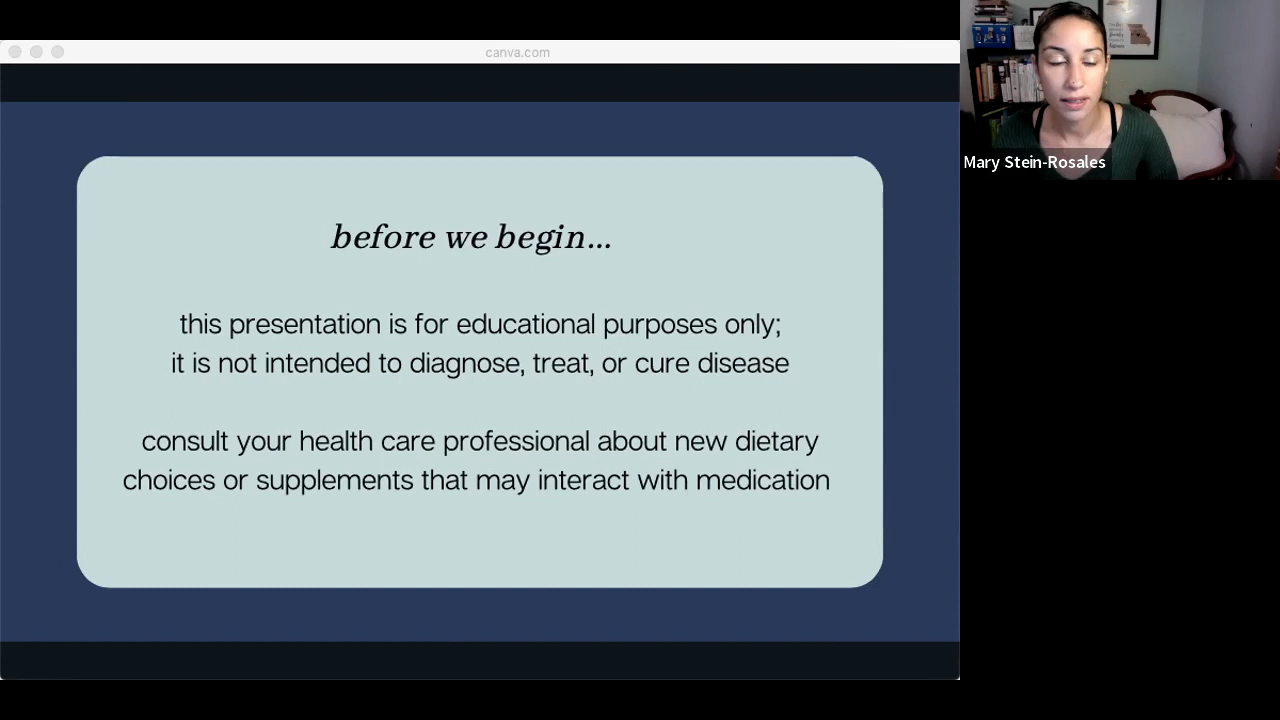 canva.com
before we begin...
this presentation is for educational purposes only;
it is not intended to diagnose, treat, or cure disease
consult your health care professional about new dietary
choices or supplements that may interact with medication
Mary Stein-Rosales